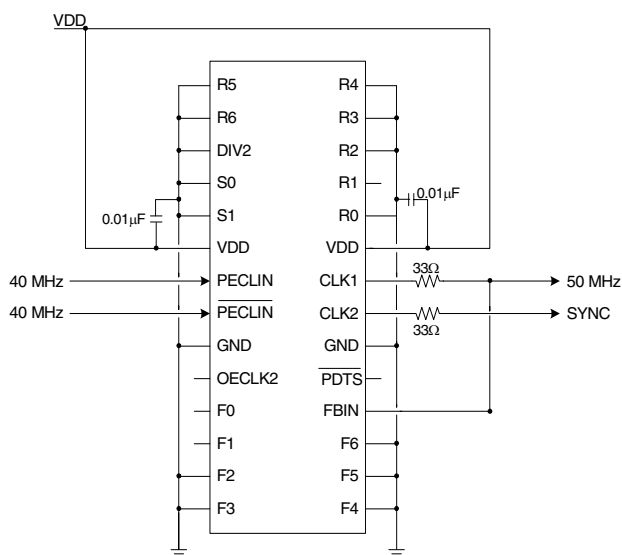 VDD
R5 R4
R6 R3
DIV2 R2
S0 R1
0.01µF
S1 R0
0.01µF
VDD VDD
40 MHz PECLIN CLK1 33Ω 50 MHz
40 MHz PECLIN CLK2 33Ω SYNC
GND GND
OECLK2 PDTS
F0 FBIN
F1 F6
F2 F5
F3 F4